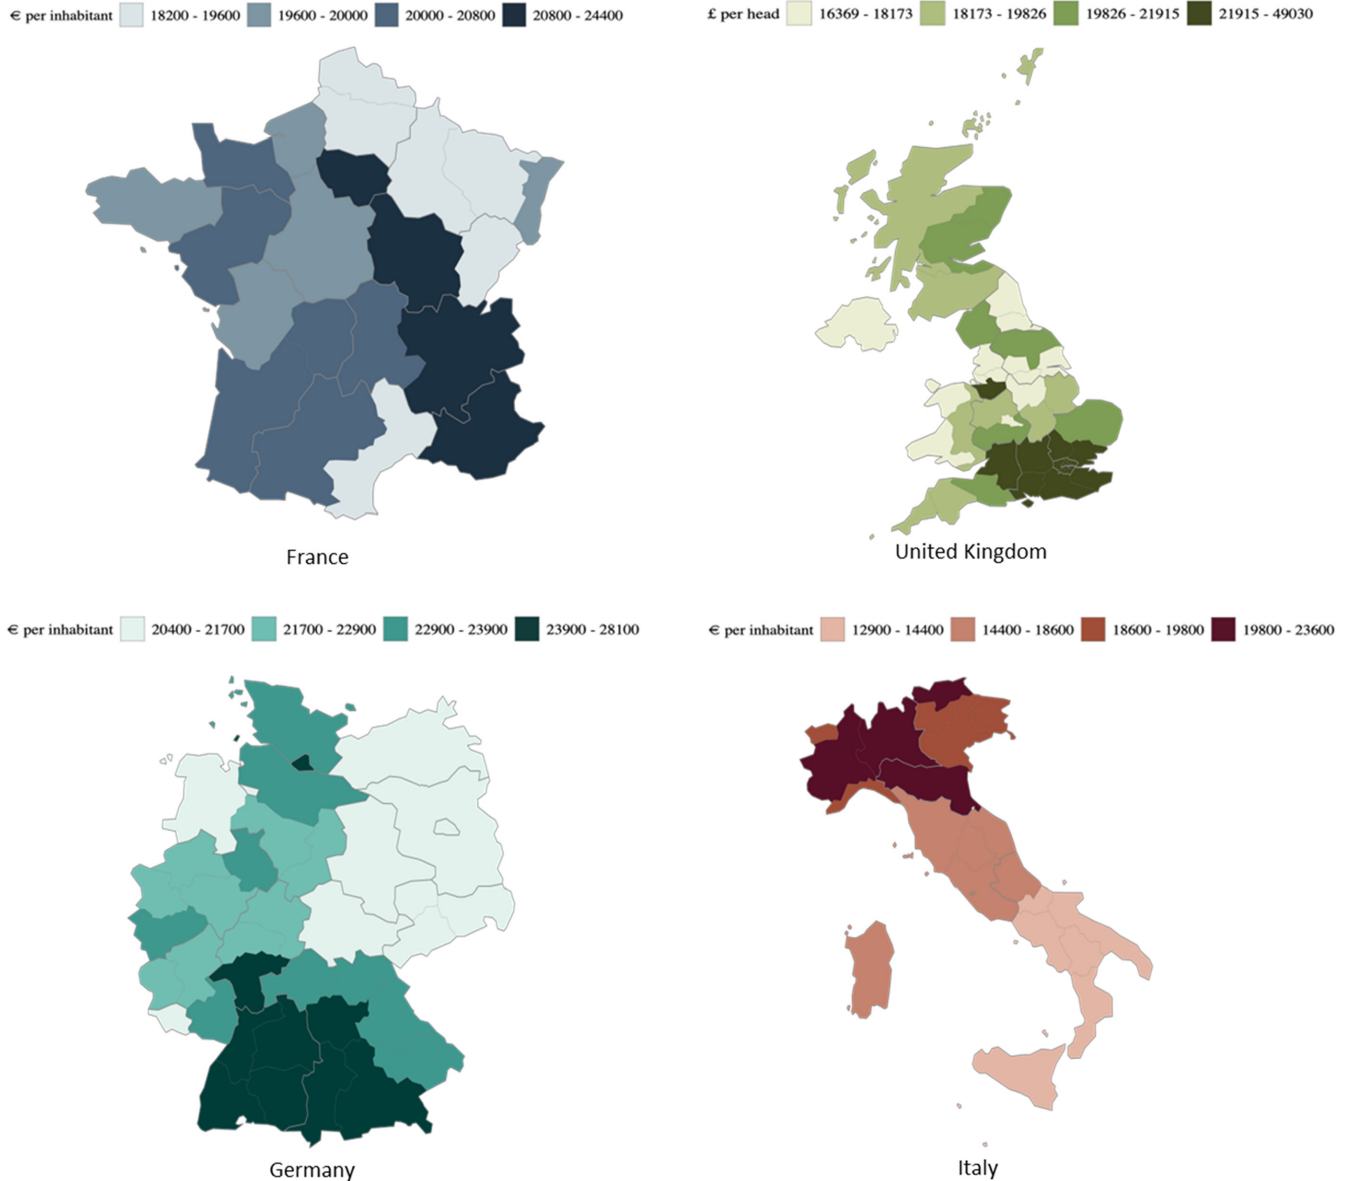 € per inhabitant 18200 - 19600 19600 - 20000 20000 - 20800 20800 - 24400
£ per head 16369 - 18173 18173 - 19826 19826 - 21915 21915 - 49030
France
United Kingdom
€ per inhabitant 20400 - 21700 21700 - 22900 22900 - 23900 23900 - 28100
€ per inhabitant 12900 - 14400 14400 - 18600 18600 - 19800 19800 - 23600
Germany
Italy